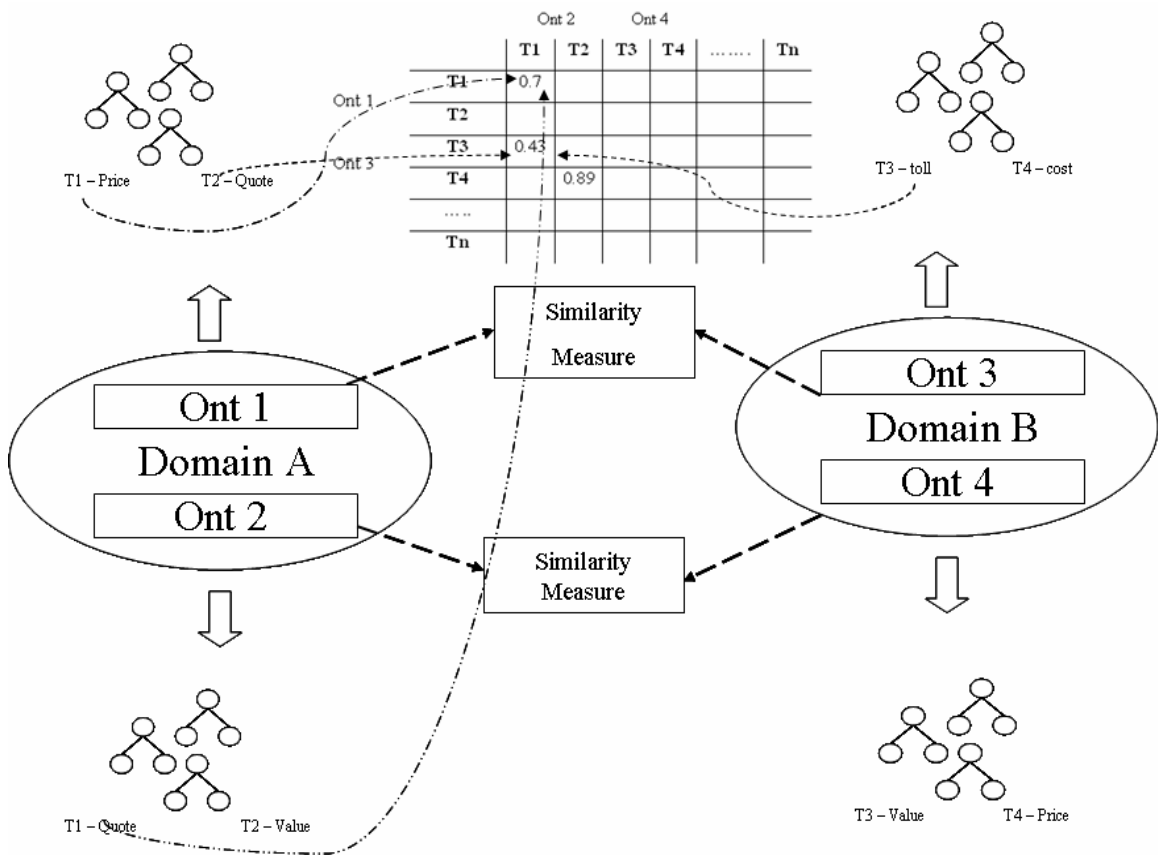 Ont 2 Ont 4
T1 T2 T3 T4 ....... Tn
T1 0.7
Ont 1
T2
T3 0.43
Ont 3
T4 0.89
.....
Tn
T1 – Price T2 – Quote
T3 – toll T4 – cost
Similarity
Measure
Ont 1
Domain A
Ont 2
Ont 3
Domain B
Ont 4
Similarity
Measure
T1 – Quote T2 – Value
T3 – Value T4 – Price